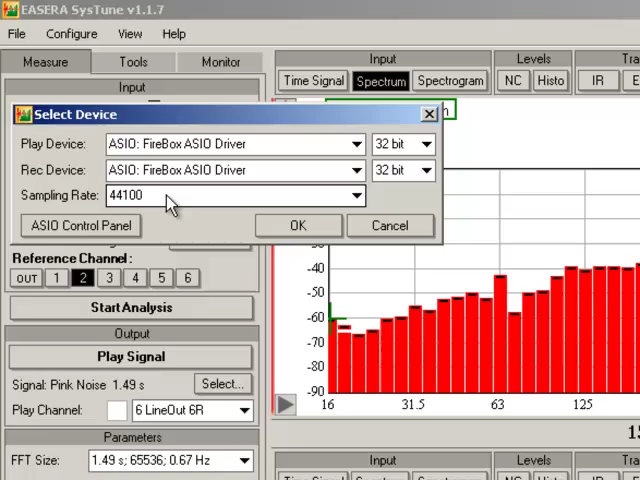 EASERA SysTune v1.1.7
File Configure View Help
Measure Tools Monitor
Input
Input Levels
Time Signal Spectrum Spectrogram NC Histo IR
Select Device
Play Device: ASIO: FireBox ASIO Driver 32 bit
Rec Device: ASIO: FireBox ASIO Driver 32 bit
Sampling Rate: 44100
ASIO Control Panel OK Cancel
Reference Channel:
OUT 1 2 3 4 5 6
Start Analysis
Output
Play Signal
Signal: Pink Noise 1.49 s Select...
Play Channel: 6 LineOut 6R
Parameters
FFT Size: 1.49 s; 65536; 0.67 Hz
-40
-50
-60
-70
-80
-90
16 31.5 63 125
Input Levels